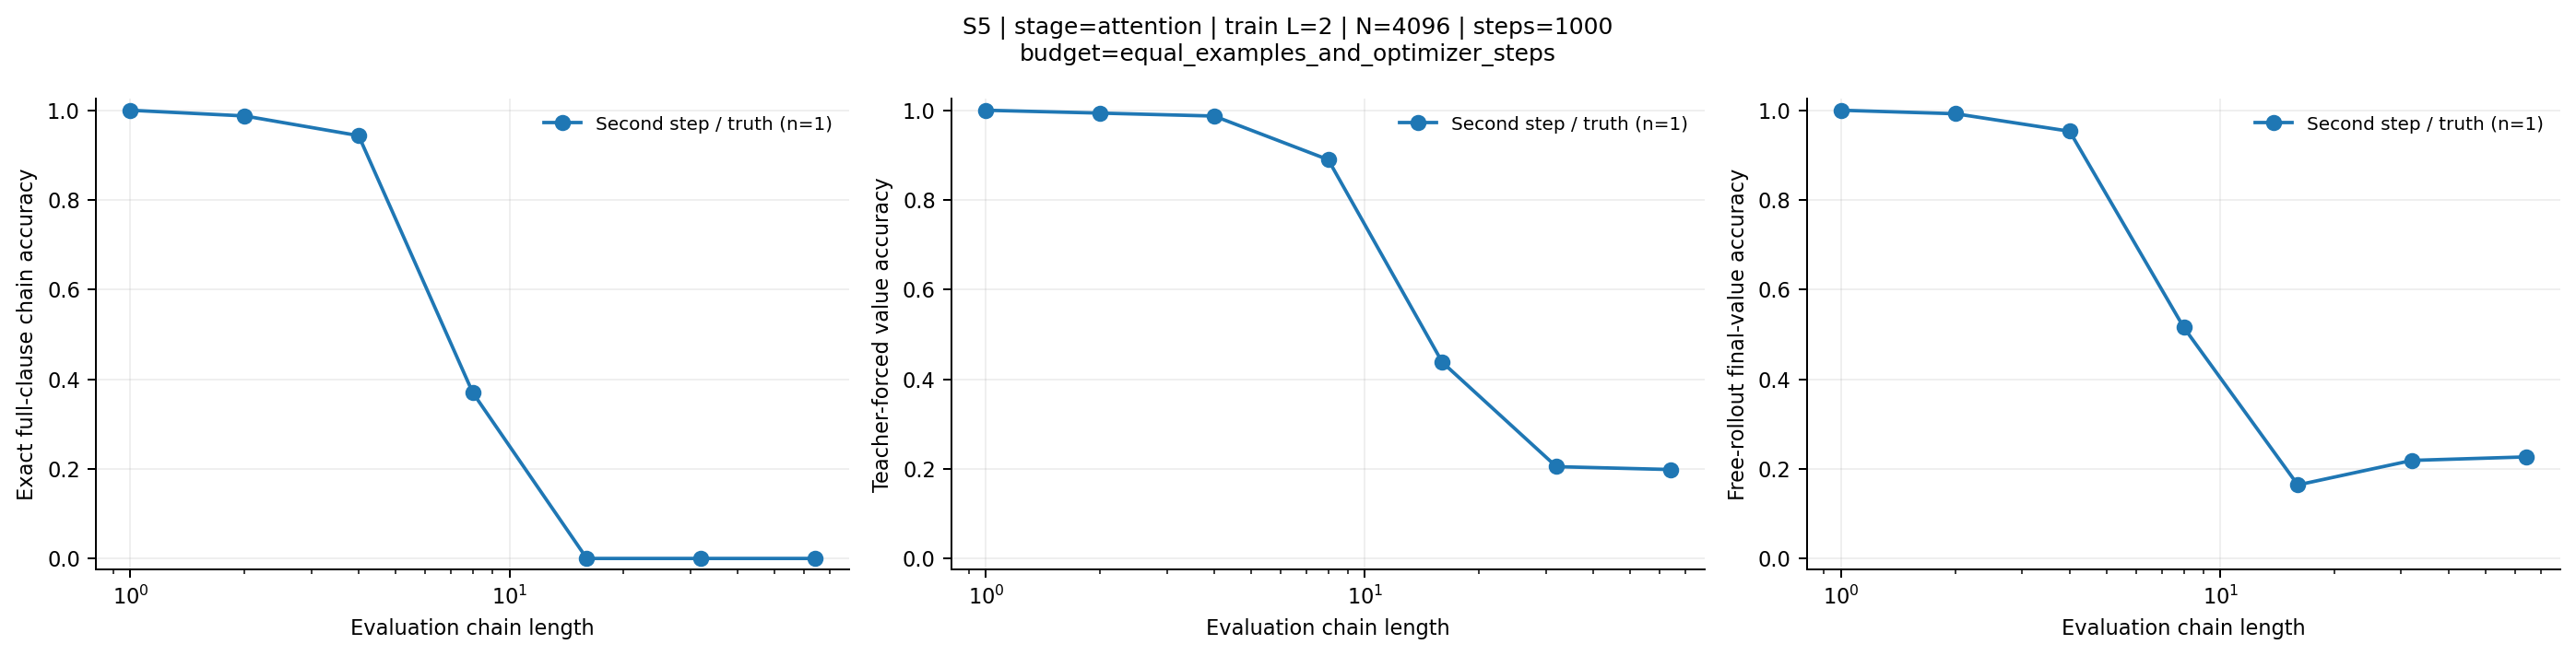 S5 | stage=attention | train L=2 | N=4096 | steps=1000
budget=equal_examples_and_optimizer_steps
Exact full-clause chain accuracy
1.0
0.8
0.6
0.4
0.2
0.0
10⁰
10¹
Evaluation chain length
Second step / truth (n=1)
Teacher-forced value accuracy
1.0
0.8
0.6
0.4
0.2
0.0
10⁰
10¹
Evaluation chain length
Second step / truth (n=1)
Free-rollout final-value accuracy
1.0
0.8
0.6
0.4
0.2
0.0
10⁰
10¹
Evaluation chain length
Second step / truth (n=1)